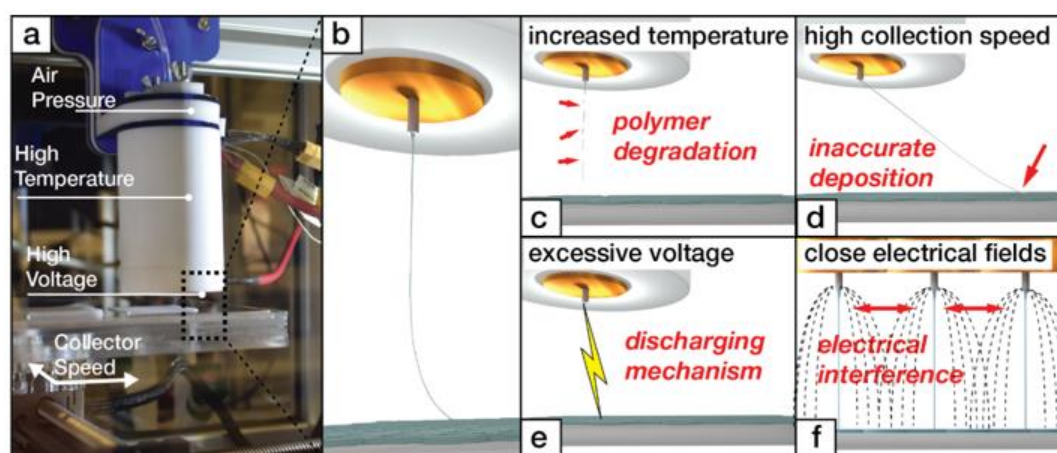 a
Air
Pressure
High
Temperature
High
Voltage
Collector
Speed
b
increased temperature
polymer
degradation
c
high collection speed
inaccurate
deposition
d
excessive voltage
discharging
mechanism
e
close electrical fields
electrical
interference
f